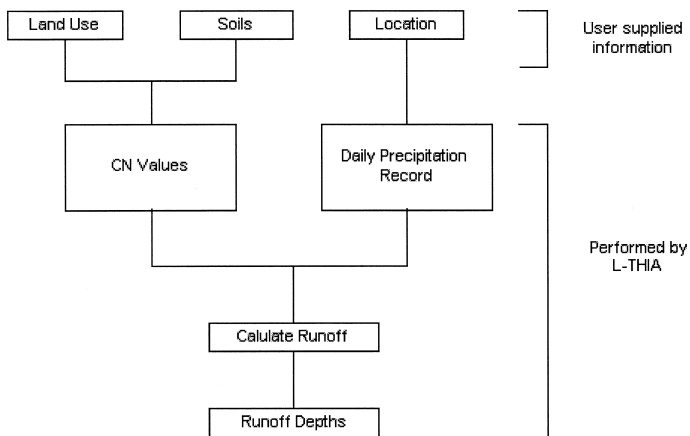 Land Use
Soils
Location
User supplied
information
CN Values
Daily Precipitation
Record
Performed by
L-THIA
Calulate Runoff
Runoff Depths